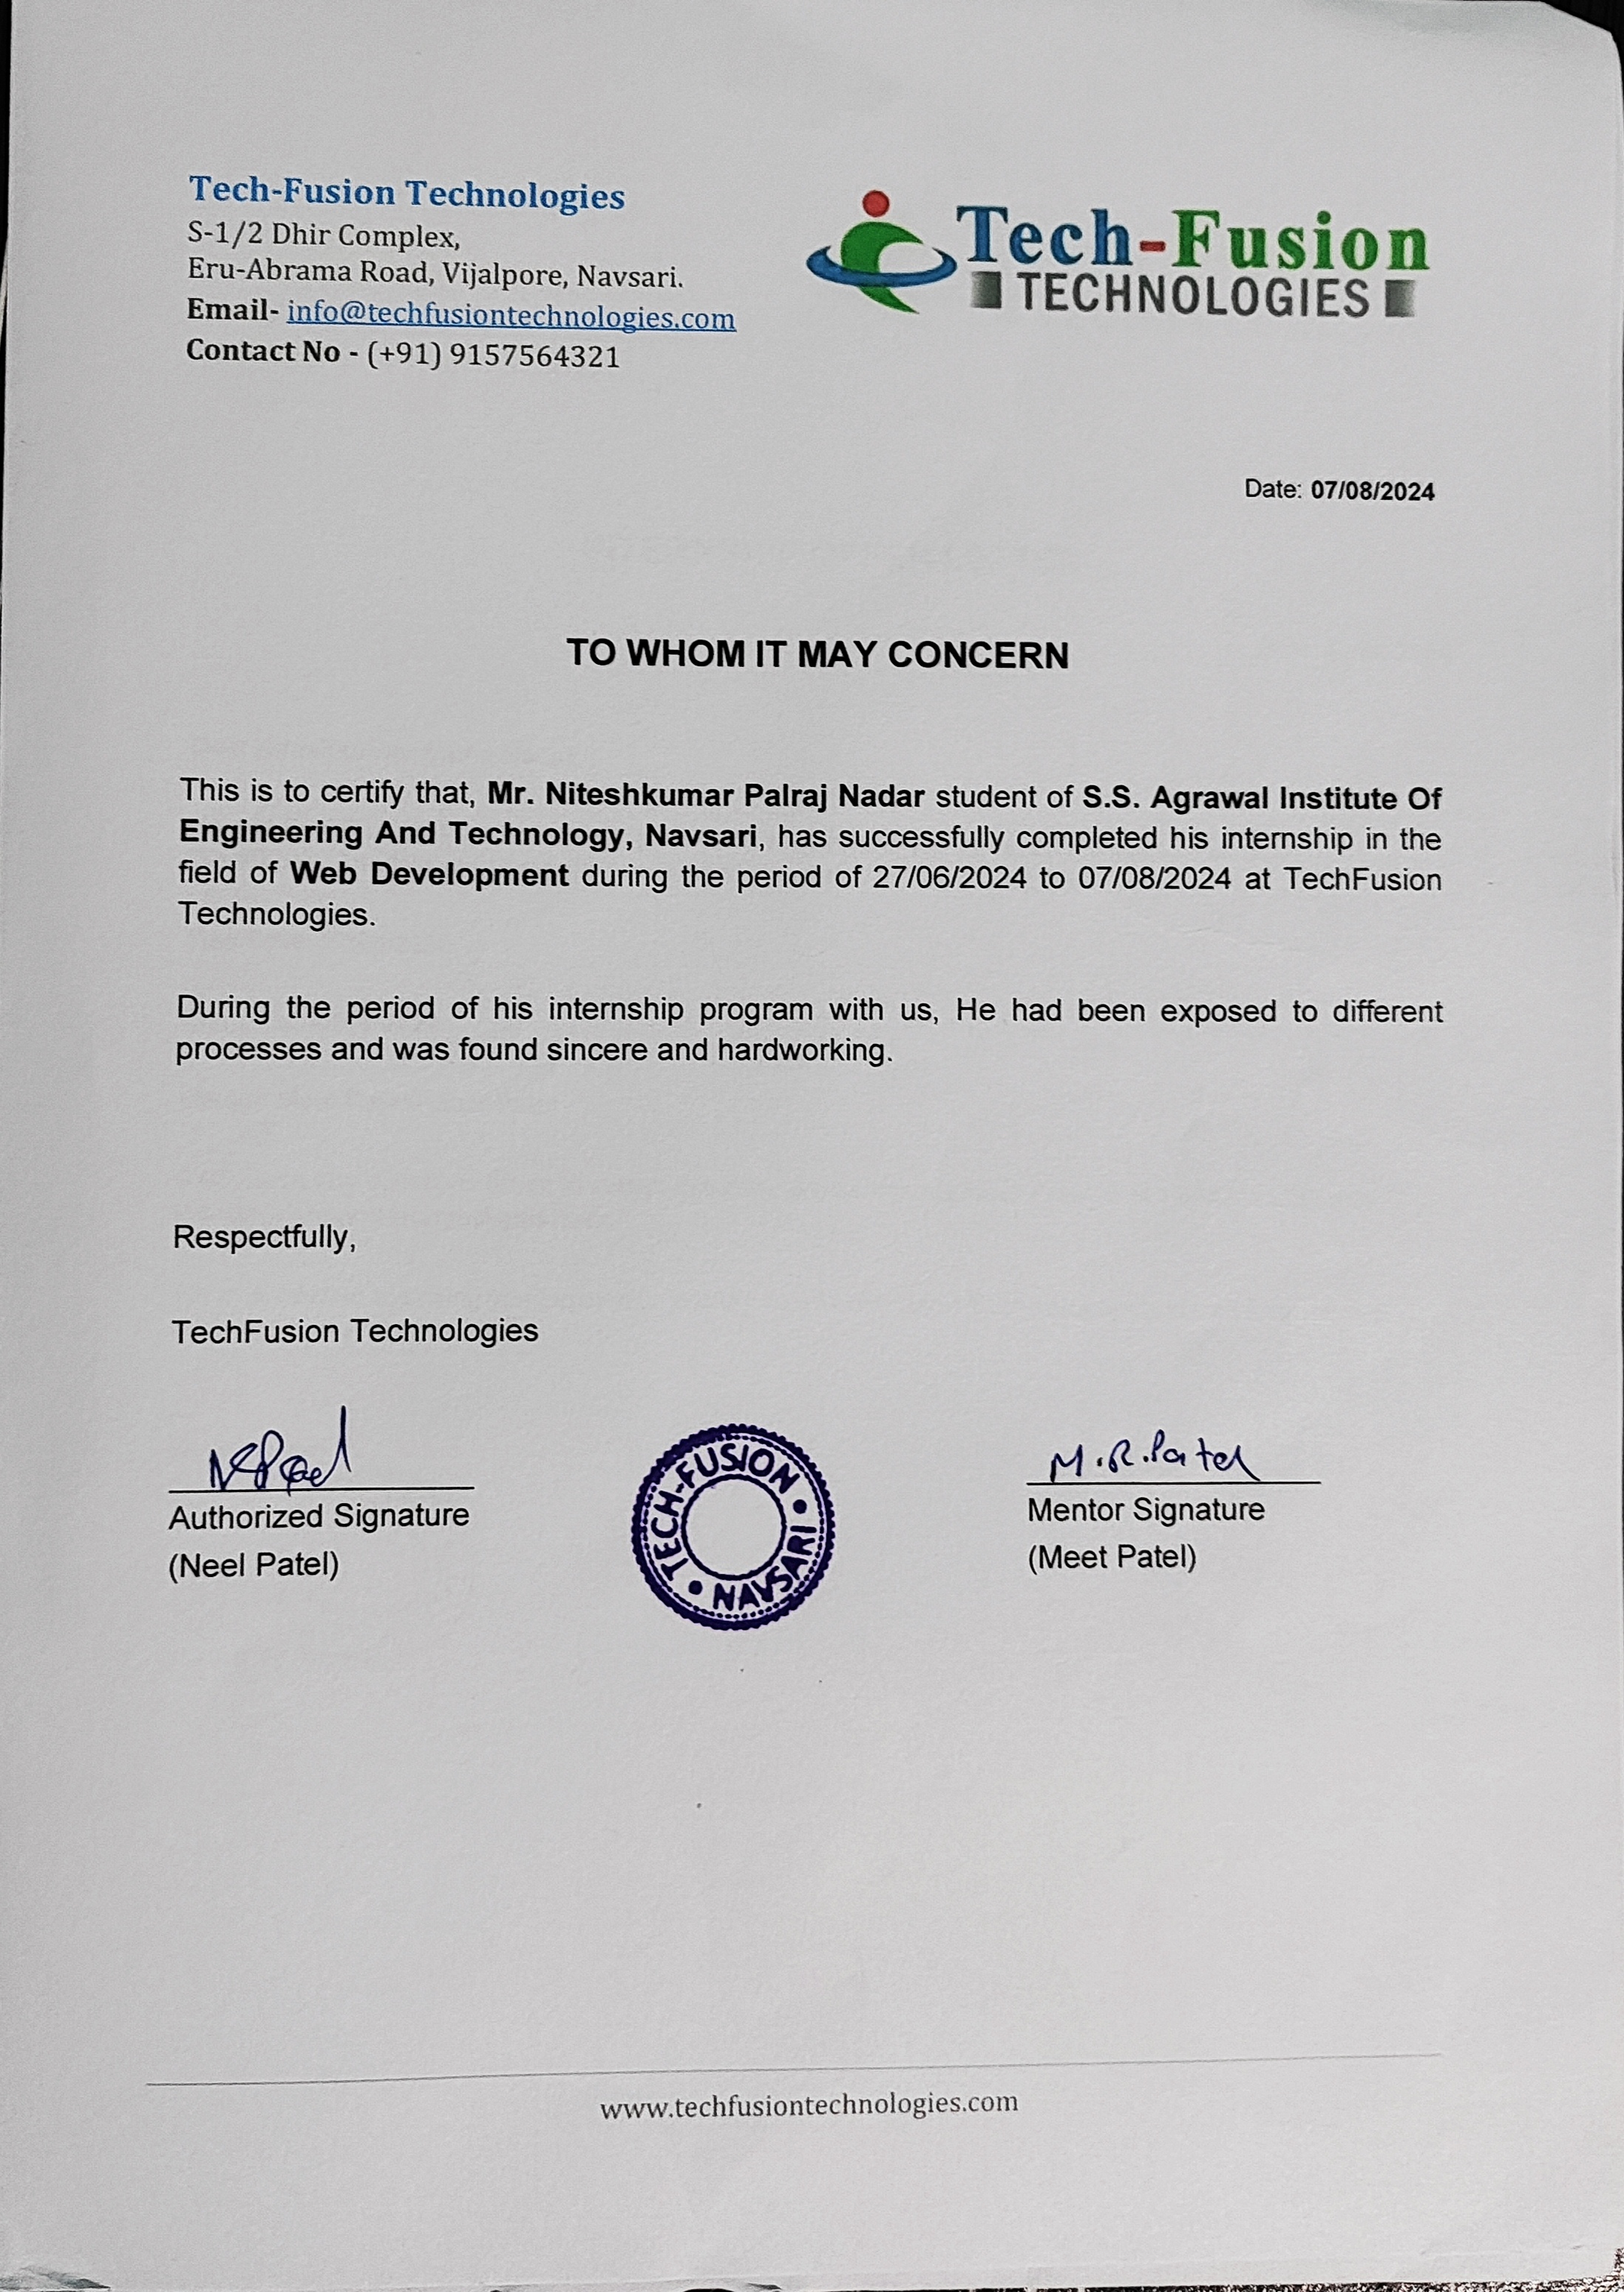 Tech-Fusion Technologies
S-1/2 Dhir Complex,
Eru-Abrama Road, Vijalpore, Navsari.
Email- info@techfusiontechnologies.com
Contact No - (+91) 9157564321
Tech-Fusion
TECHNOLOGIES
Date: 07/08/2024
TO WHOM IT MAY CONCERN
This is to certify that, Mr. Niteshkumar Palraj Nadar student of S.S. Agrawal Institute Of
Engineering And Technology, Navsari, has successfully completed his internship in the
field of Web Development during the period of 27/06/2024 to 07/08/2024 at TechFusion
Technologies.
During the period of his internship program with us, He had been exposed to different
processes and was found sincere and hardworking.
Respectfully,
TechFusion Technologies
Authorized Signature
(Neel Patel)
TECH-FUSION
NAVSARI
M.R.Patel
Mentor Signature
(Meet Patel)
www.techfusiontechnologies.com